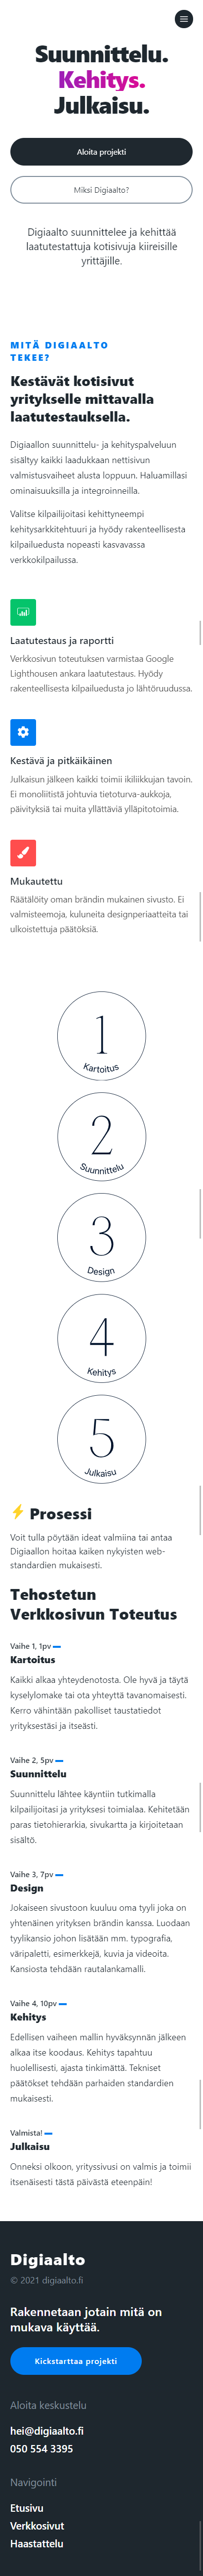 Suunnittelu.
Kehitys.
Julkaisu.
Aloita projekti
Miksi Digiaalto?
Digiaalto suunnittelee ja kehittää
laatutestattuja kotisivuja kiireisille
yrittäjille.
MITÄ DIGIAALTO
TEKEE?
Kestävät kotisivut
yritykselle mittavalla
laatutestauksella.
Digiaallon suunnittelu- ja kehityspalveluun
sisältyy kaikki laadukkaan nettisivun
valmistusvaiheet alusta loppuun. Haluamillasi
ominaisuuksilla ja integroinneilla.
Valitse kilpailijoitasi kehittyneempi
kehitysarkkitehtuuri ja hyödy rakenteellisesta
kilpailuedusta nopeasti kasvavassa
verkkokilpailussa.
Laatutestaus ja raportti
Verkkosivun toteutuksen varmistaa Google
Lighthousen ankara laatutestaus. Hyödy
rakenteellisesta kilpailuedusta jo lähtöruudussa.
Kestävä ja pitkäikäinen
Julkaisun jälkeen kaikki toimii ikiliikkujan tavoin.
Ei monoliitistä johtuvia tietoturva-aukkoja,
päivityksiä tai muita yllättäviä ylläpitotoimia.
Mukautettu
Räätälöity oman brändin mukainen sivusto. Ei
valmisteemoja, kuluneita designperiaatteita tai
ulkoistettuja päätöksiä.
1
Kartoitus
2
Suunnittelu
3
Design
4
Kehitys
5
Julkaisu
⚡ Prosessi
Voit tulla pöytään ideat valmiina tai antaa
Digiaallon hoitaa kaiken nykyisten web-
standardien mukaisesti.
Tehostetun
Verkkosivun Toteutus
Vaihe 1, 1pv
Kartoitus
Kaikki alkaa yhteydenotosta. Ole hyvä ja täytä
kyselylomake tai ota yhteyttä tavanomaisesti.
Kerro vähintään pakolliset taustatiedot
yrityksestäsi ja itseästi.
Vaihe 2, 5pv
Suunnittelu
Suunnittelu lähtee käyntiin tutkimalla
kilpailijoitasi ja yrityksesi toimialaa. Kehitetään
paras tietohierarkia, sivukartta ja kirjoitetaan
sisältö.
Vaihe 3, 7pv
Design
Jokaiseen sivustoon kuuluu oma tyyli joka on
yhtenäinen yrityksen brändin kanssa. Luodaan
tyylikansio johon lisätään mm. typografia,
väripaletti, esimerkkejä, kuvia ja videoita.
Kansiosta tehdään rautalankamalli.
Vaihe 4, 10pv
Kehitys
Edellisen vaiheen mallin hyväksynnän jälkeen
alkaa itse koodaus. Kehitys tapahtuu
huolellisesti, ajasta tinkimättä. Tekniset
päätökset tehdään parhaiden standardien
mukaisesti.
Valmista!
Julkaisu
Onneksi olkoon, yrityssivusi on valmis ja toimii
itsenäisesti tästä päivästä eteenpäin!
Digiaalto
© 2021 digiaalto.fi
Rakennetaan jotain mitä on
mukava käyttää.
Kickstarttaa projekti
Aloita keskustelu
hei@digiaalto.fi
050 554 3395
Navigointi
Etusivu
Verkkosivut
Haastattelu